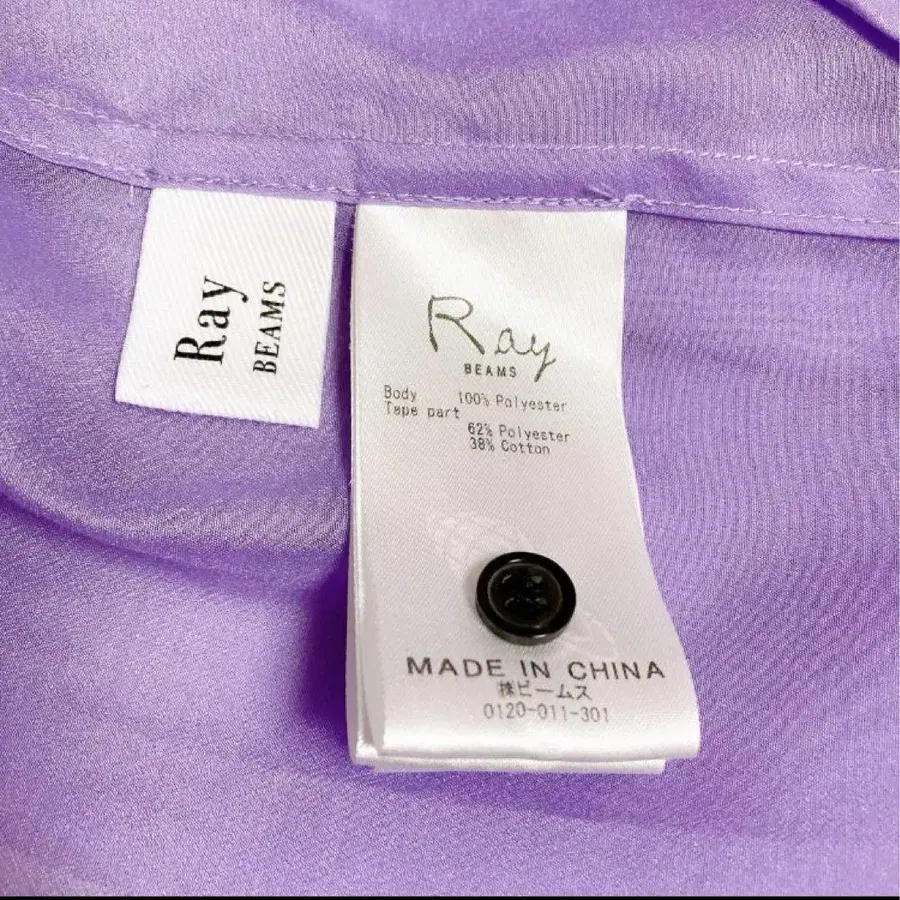 Ray
BEAMS
Ray
BEAMS
Body 100% Polyester
Tape part
62% Polyester
38% Cotton
MADE IN CHINA
㈱ビームス
0120-011-301